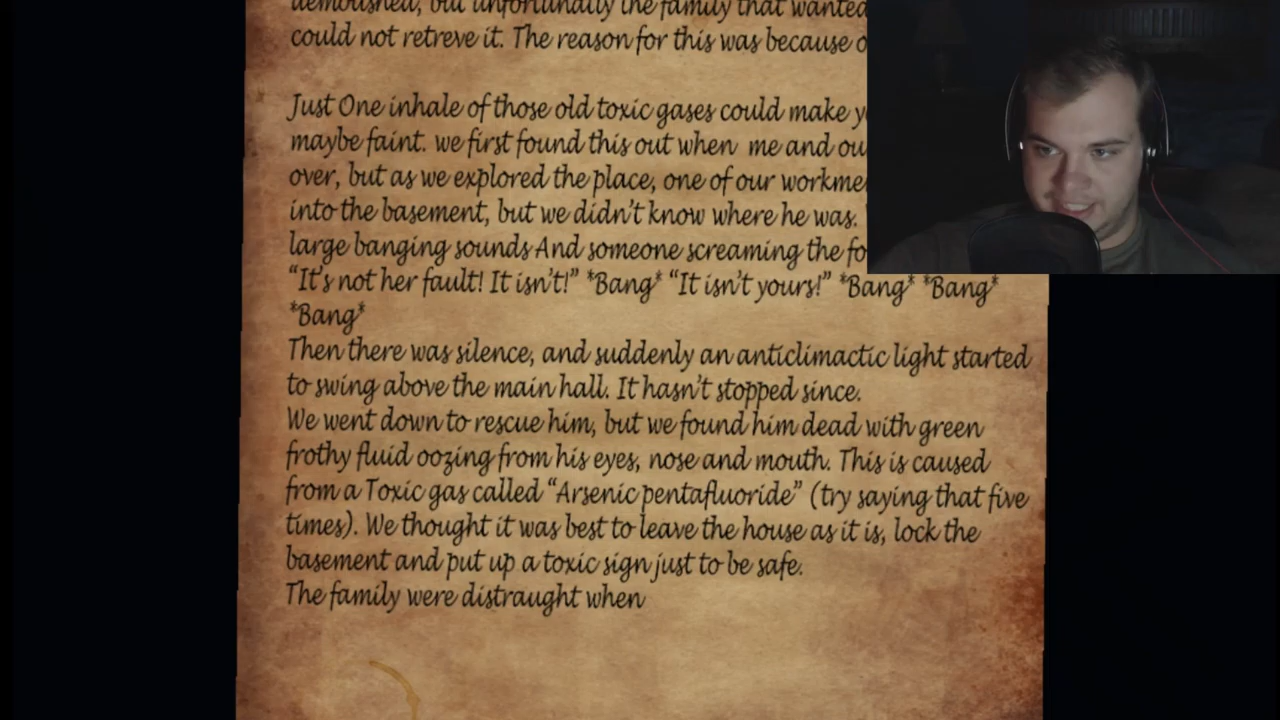 demolished, but unfortunally the family that wanted
could not retreve it. The reason for this was because
Just One inhale of those old toxic gases could make
maybe faint. we first found this out when me and
over, but as we explored the place, one of our
into the basement, but we didn't know where he was.
large banging sounds And someone screaming the
"It's not her fault! It isn't!" *Bang* "It isn't yours!" *Bang* *Bang*
*Bang*
Then there was silence, and suddenly an anticlimactic light started
to swing above the main hall. It hasn't stopped since.
We went down to rescue him, but we found him dead with green
frothy fluid oozing from his eyes, nose and mouth. This is caused
from a Toxic gas called "Arsenic pentafluoride" (try saying that five
times). We thought it was best to leave the house as it is, lock the
basement and put up a toxic sign just to be safe.
The family were distraught when